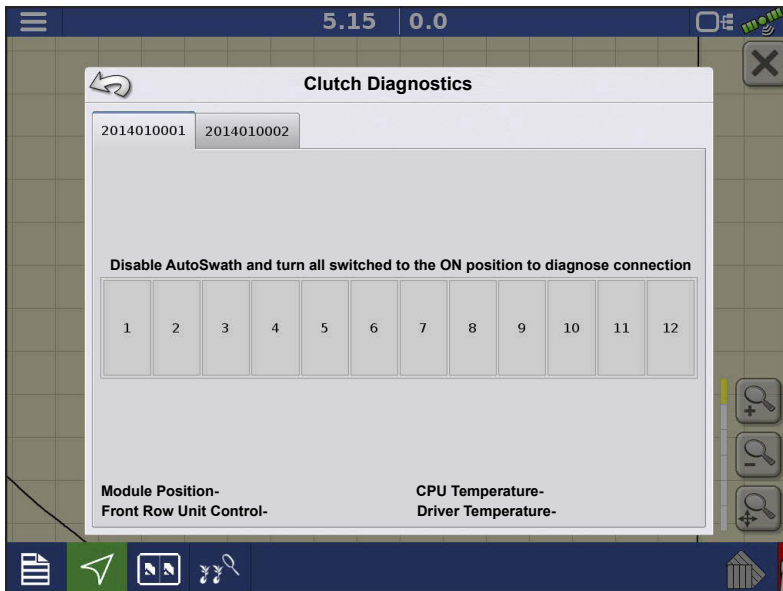 5.15 0.0
Clutch Diagnostics
2014010001 2014010002
Disable AutoSwath and turn all switched to the ON position to diagnose connection
1 2 3 4 5 6 7 8 9 10 11 12
Module Position- CPU Temperature-
Front Row Unit Control- Driver Temperature-